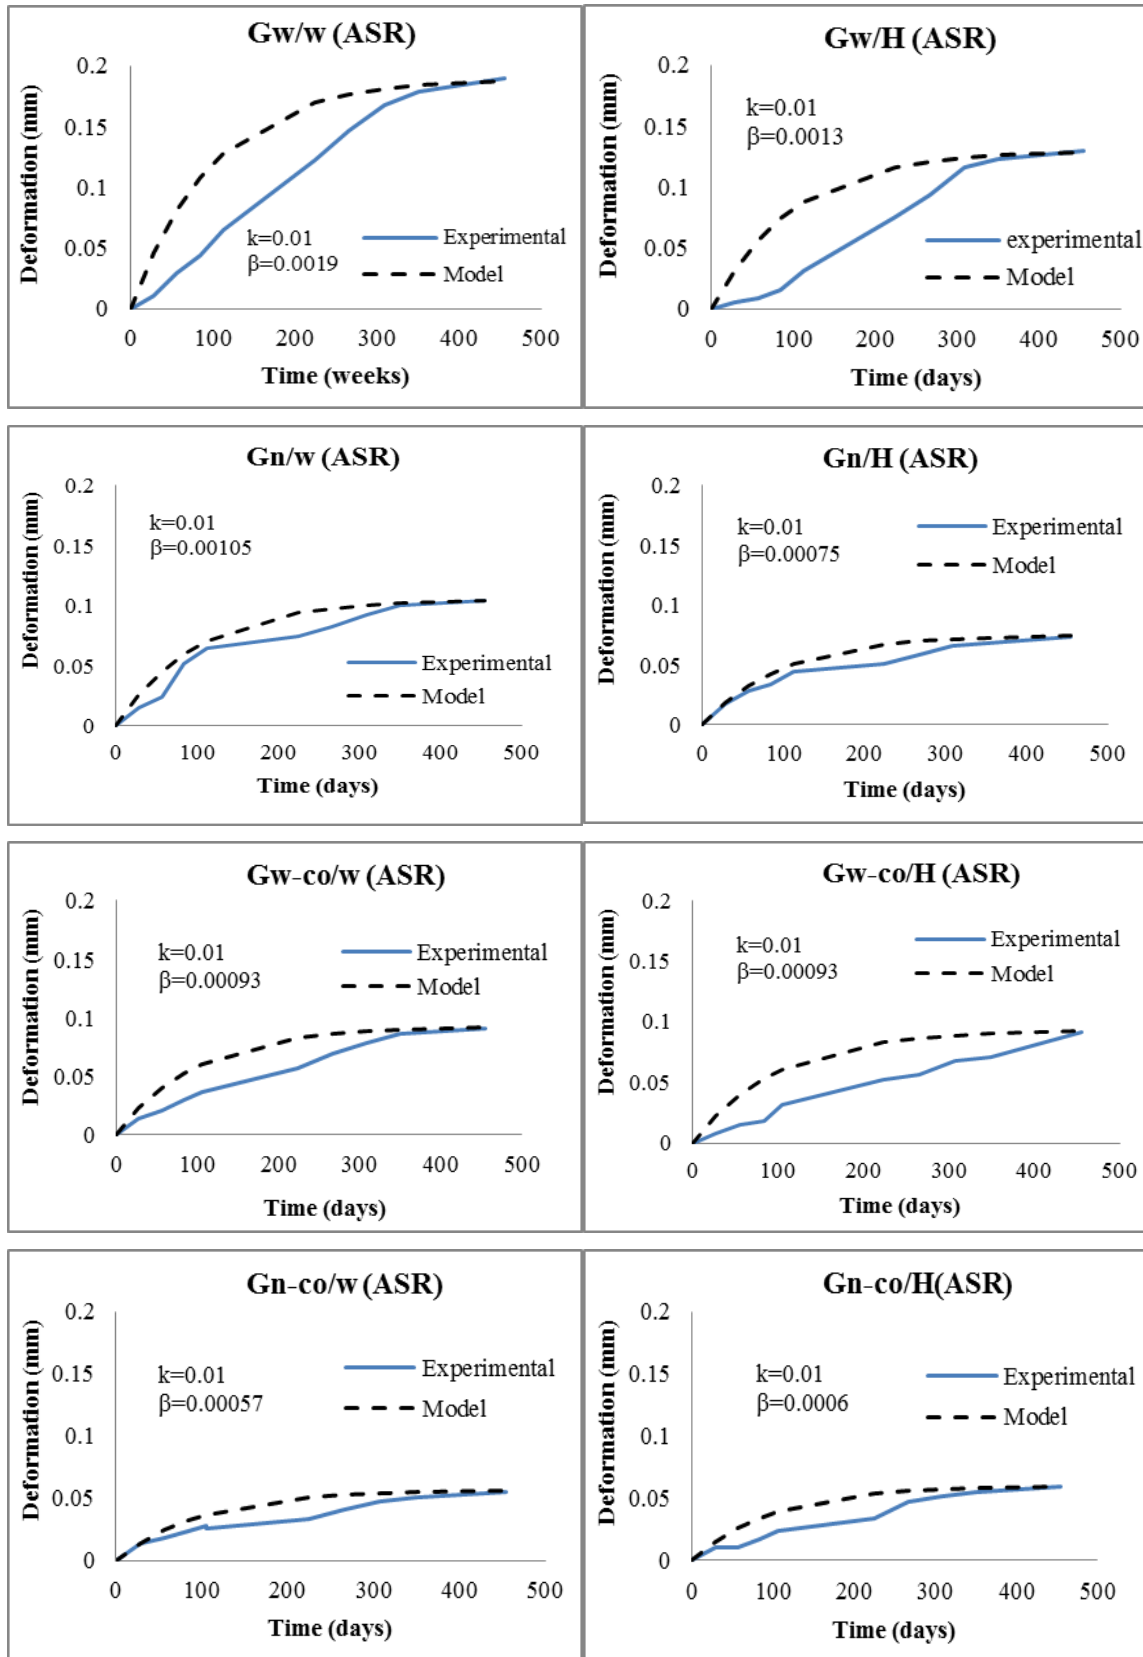 Gw/w (ASR)
Deformation (mm)
0.2
0.15
0.1
0.05
0
k=0.01
β=0.0019
Experimental
Model
0 100 200 300 400 500
Time (weeks)
Gw/H (ASR)
Deformation (mm)
0.2
0.15
0.1
0.05
0
k=0.01
β=0.0013
experimental
Model
0 100 200 300 400 500
Time (days)
Gn/w (ASR)
Deformation (mm)
0.2
0.15
0.1
0.05
0
k=0.01
β=0.00105
Experimental
Model
0 100 200 300 400 500
Time (days)
Gn/H (ASR)
Deformation (mm)
0.2
0.15
0.1
0.05
0
k=0.01
β=0.00075
Experimental
Model
0 100 200 300 400 500
Time (days)
Gw-co/w (ASR)
Deformation (mm)
0.2
0.15
0.1
0.05
0
k=0.01
β=0.00093
Experimental
Model
0 100 200 300 400 500
Time (days)
Gw-co/H (ASR)
Deformation (mm)
0.2
0.15
0.1
0.05
0
k=0.01
β=0.00093
Experimental
Model
0 100 200 300 400 500
Time (days)
Gn-co/w (ASR)
Deformation (mm)
0.2
0.15
0.1
0.05
0
k=0.01
β=0.00057
Experimental
Model
0 100 200 300 400 500
Time (days)
Gn-co/H(ASR)
Deformation (mm)
0.2
0.15
0.1
0.05
0
k=0.01
β=0.0006
Experimental
Model
0 100 200 300 400 500
Time (days)